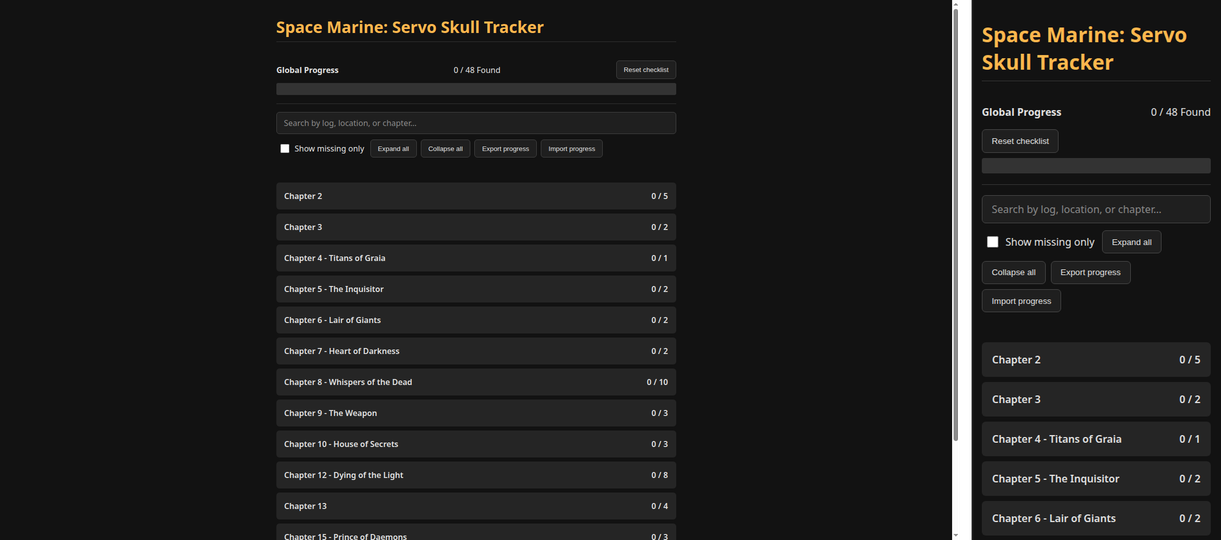 Space Marine: Servo Skull Tracker
Global Progress 0 / 48 Found Reset checklist
Search by log, location, or chapter...
Show missing only Expand all Collapse all Export progress Import progress
Chapter 2 0 / 5
Chapter 3 0 / 2
Chapter 4 - Titans of Graia 0 / 1
Chapter 5 - The Inquisitor 0 / 2
Chapter 6 - Lair of Giants 0 / 2
Chapter 7 - Heart of Darkness 0 / 2
Chapter 8 - Whispers of the Dead 0 / 10
Chapter 9 - The Weapon 0 / 3
Chapter 10 - House of Secrets 0 / 3
Chapter 12 - Dying of the Light 0 / 8
Chapter 13 0 / 4
Chapter 15 - Prince of Daemons 0 / 3
Space Marine: Servo
Skull Tracker
Global Progress 0 / 48 Found
Reset checklist
Search by log, location, or chapter...
Show missing only Expand all
Collapse all Export progress
Import progress
Chapter 2 0 / 5
Chapter 3 0 / 2
Chapter 4 - Titans of Graia 0 / 1
Chapter 5 - The Inquisitor 0 / 2
Chapter 6 - Lair of Giants 0 / 2